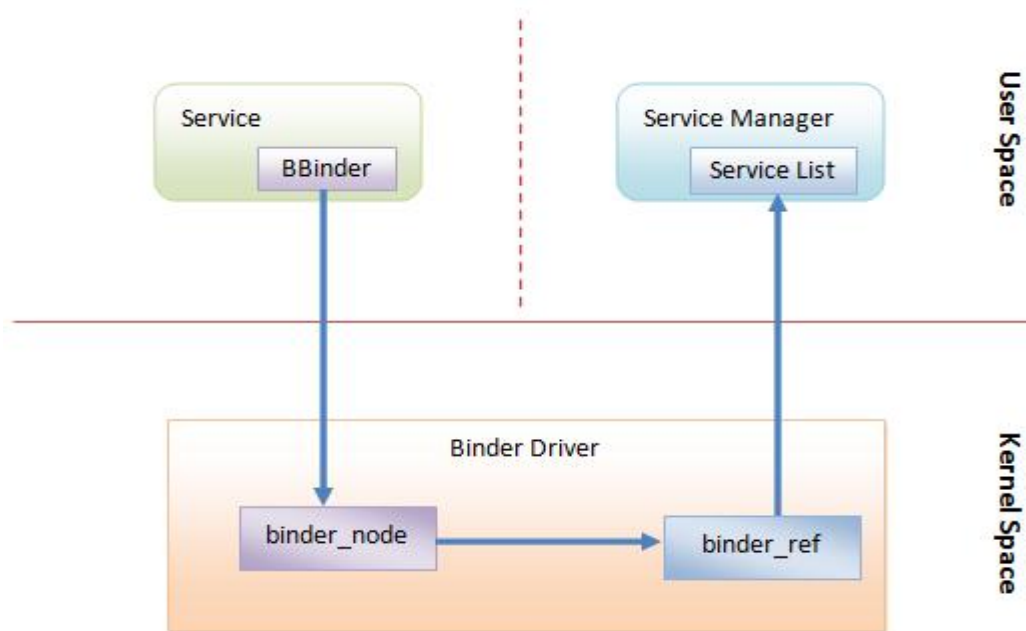 Service
BBinder
Service Manager
Service List
User Space
Binder Driver
binder_node
binder_ref
Kernel Space